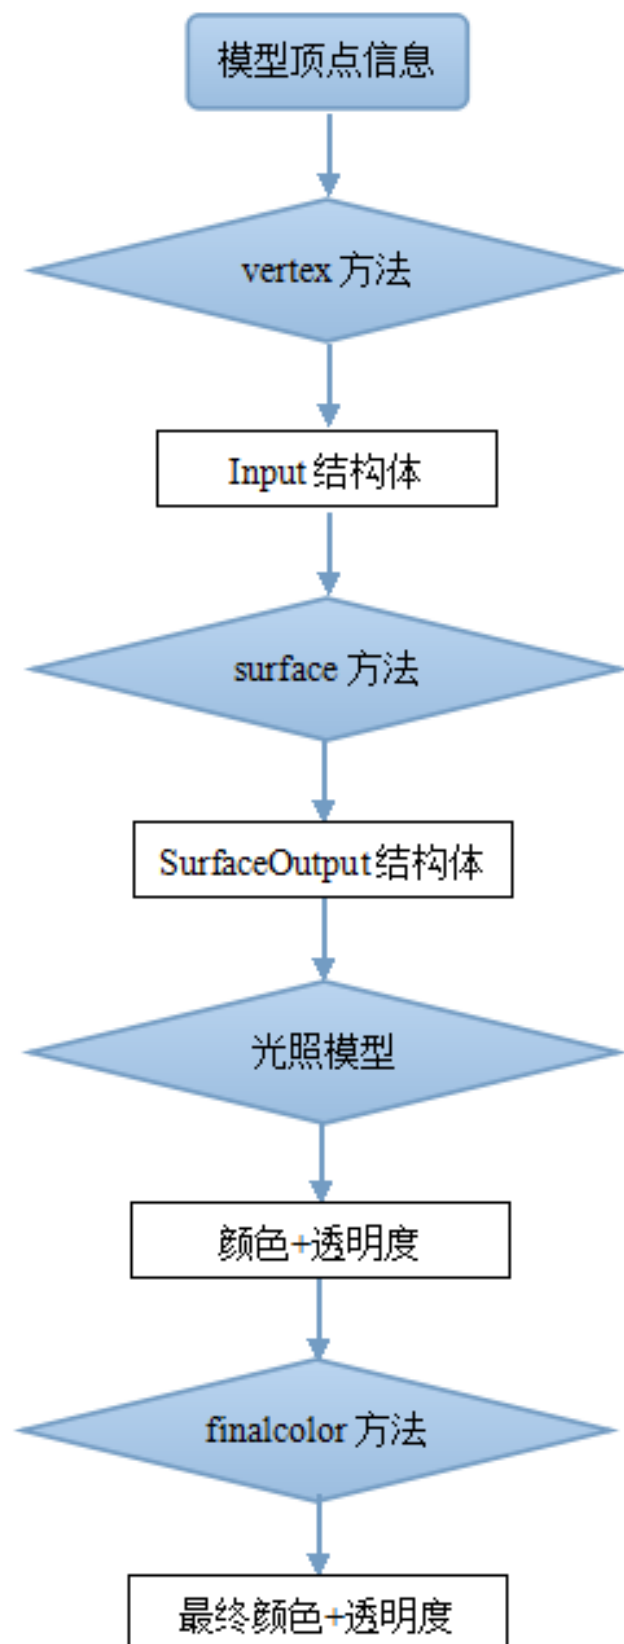 模型顶点信息
vertex 方法
Input 结构体
surface 方法
SurfaceOutput 结构体
光照模型
颜色+透明度
finalcolor 方法
最终颜色+透明度